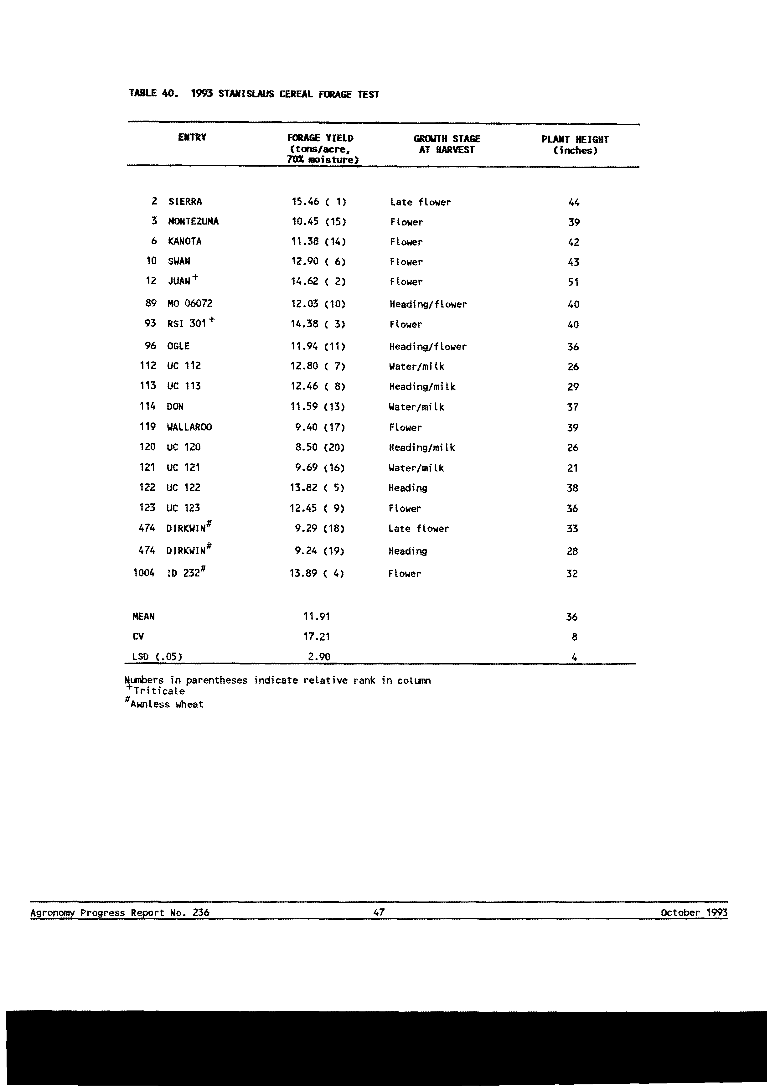 TABLE 40. 1993 STANISLAUS CEREAL FORAGE TEST
ENTRY FORAGE YIELD GROWTH STAGE PLANT HEIGHT
(tons/acre, AT HARVEST (inches)
70% moisture)
2 SIERRA 15.46 ( 1) Late flower 44
3 MONTEZUMA 10.45 (15) Flower 39
6 KANOTA 11.38 (14) Flower 42
10 SWAN 12.90 ( 6) Flower 43
12 JUAN+ 14.62 ( 2) Flower 51
89 MO 06072 12.03 (10) Heading/flower 40
93 RSI 301+ 14.38 ( 3) Flower 40
96 OGLE 11.94 (11) Heading/flower 36
112 UC 112 12.80 ( 7) Water/milk 26
113 UC 113 12.46 ( 8) Heading/milk 29
114 DON 11.59 (13) Water/milk 37
119 WALLAROO 9.40 (17) Flower 39
120 UC 120 8.50 (20) Heading/milk 26
121 UC 121 9.69 (16) Water/milk 21
122 UC 122 13.82 ( 5) Heading 38
123 UC 123 12.45 ( 9) Flower 36
474 DIRKWIN# 9.29 (18) Late flower 33
474 DIRKWIN# 9.24 (19) Heading 28
1004 ID 232# 13.89 ( 4) Flower 32
MEAN 11.91 36
CV 17.21 8
LSD (.05) 2.90 4
Numbers in parentheses indicate relative rank in column
+Triticale
#Awnless wheat
Agronomy Progress Report No. 236 47 October 1993